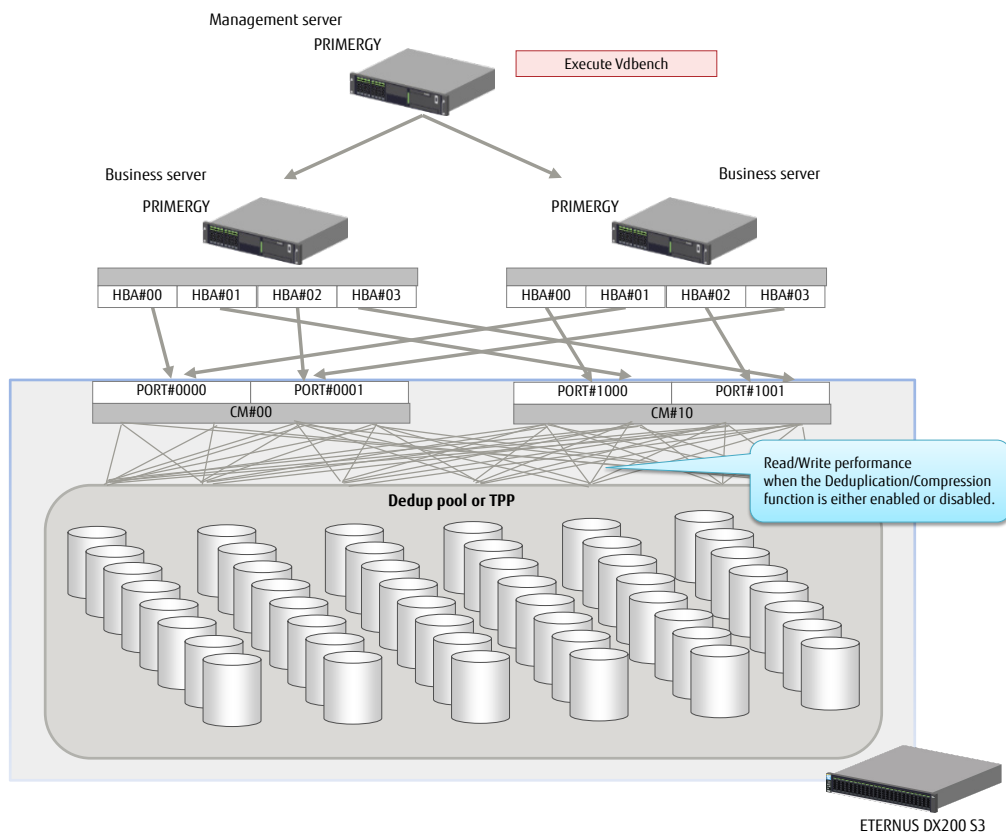 Management server
PRIMERGY
Execute Vdbench
Business server
PRIMERGY
Business server
PRIMERGY
HBA#00 HBA#01 HBA#02 HBA#03
HBA#00 HBA#01 HBA#02 HBA#03
PORT#0000 PORT#0001
CM#00
PORT#1000 PORT#1001
CM#10
Read/Write performance
when the Deduplication/Compression
function is either enabled or disabled.
Dedup pool or TPP
ETERNUS DX200 S3